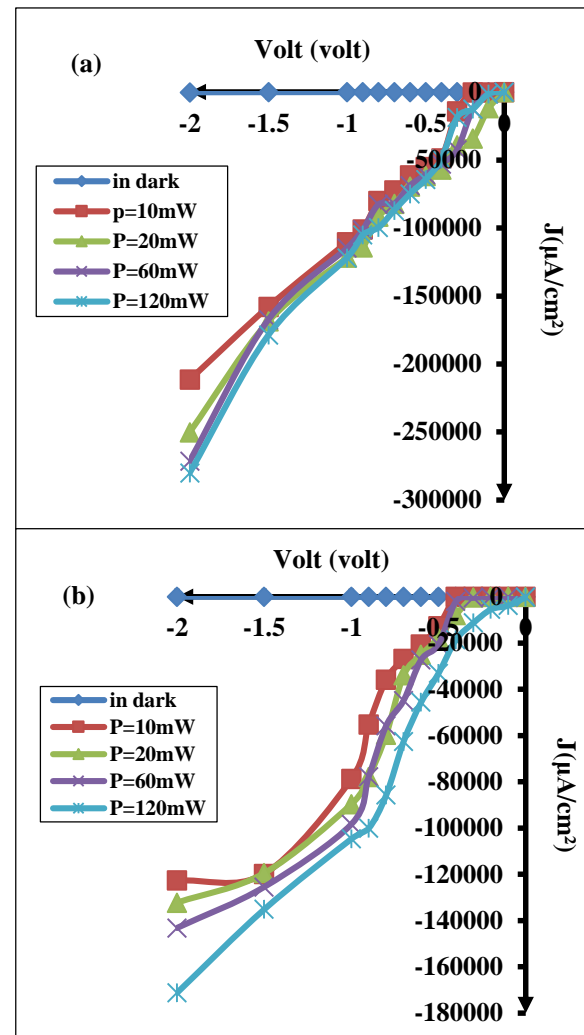 Volt (volt)
(a)
0
-2
-1.5
-1
-0.5
0
-50000
-100000
-150000
-200000
-250000
-300000
J(μA/cm²)
in dark
p=10mW
P=20mW
P=60mW
P=120mW
Volt (volt)
(b)
0
-2
-1.5
-1
-0.5
0
-20000
-40000
-60000
-80000
-100000
-120000
-140000
-160000
-180000
J(μA/cm²)
in dark
P=10mW
P=20mW
P=60mW
P=120mW